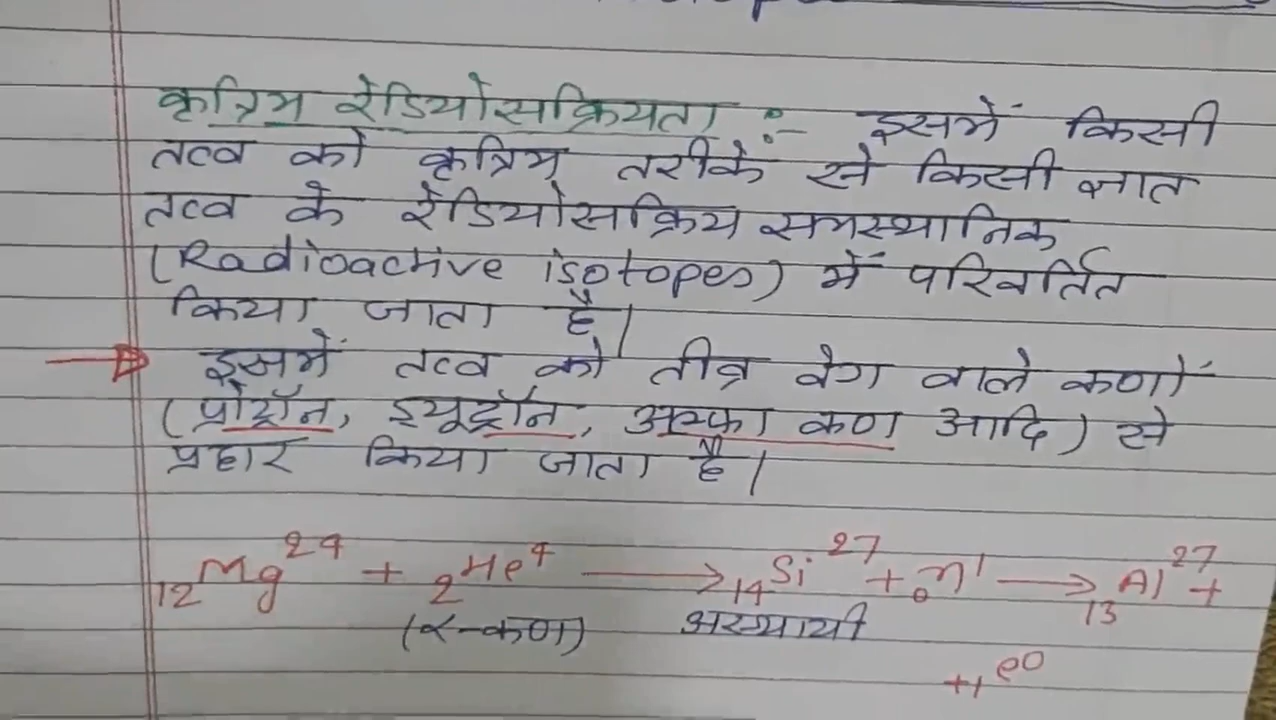 कृत्रिम रेडियोसक्रियता :- इसमें किसी
तत्व को कृत्रिम तरीके से किसी ज्ञात
तत्व के रेडियोसक्रिय समस्थानिक
(Radioactive isotopes) में परिवर्तित
किया जाता है।
→ इसमें तत्व को तीव्र वेग वाले कणों
(प्रोट्रॉन, न्यूट्रॉन, अल्फा कण आदि) से
प्रहार किया जाता है।
₁₂Mg²⁴ + ₂He⁴ ⟶ ₁₄Si²⁷ + ₀n¹ ⟶ ₁₃Al²⁷ +
(α-कण) अस्थायी
₊₁e⁰